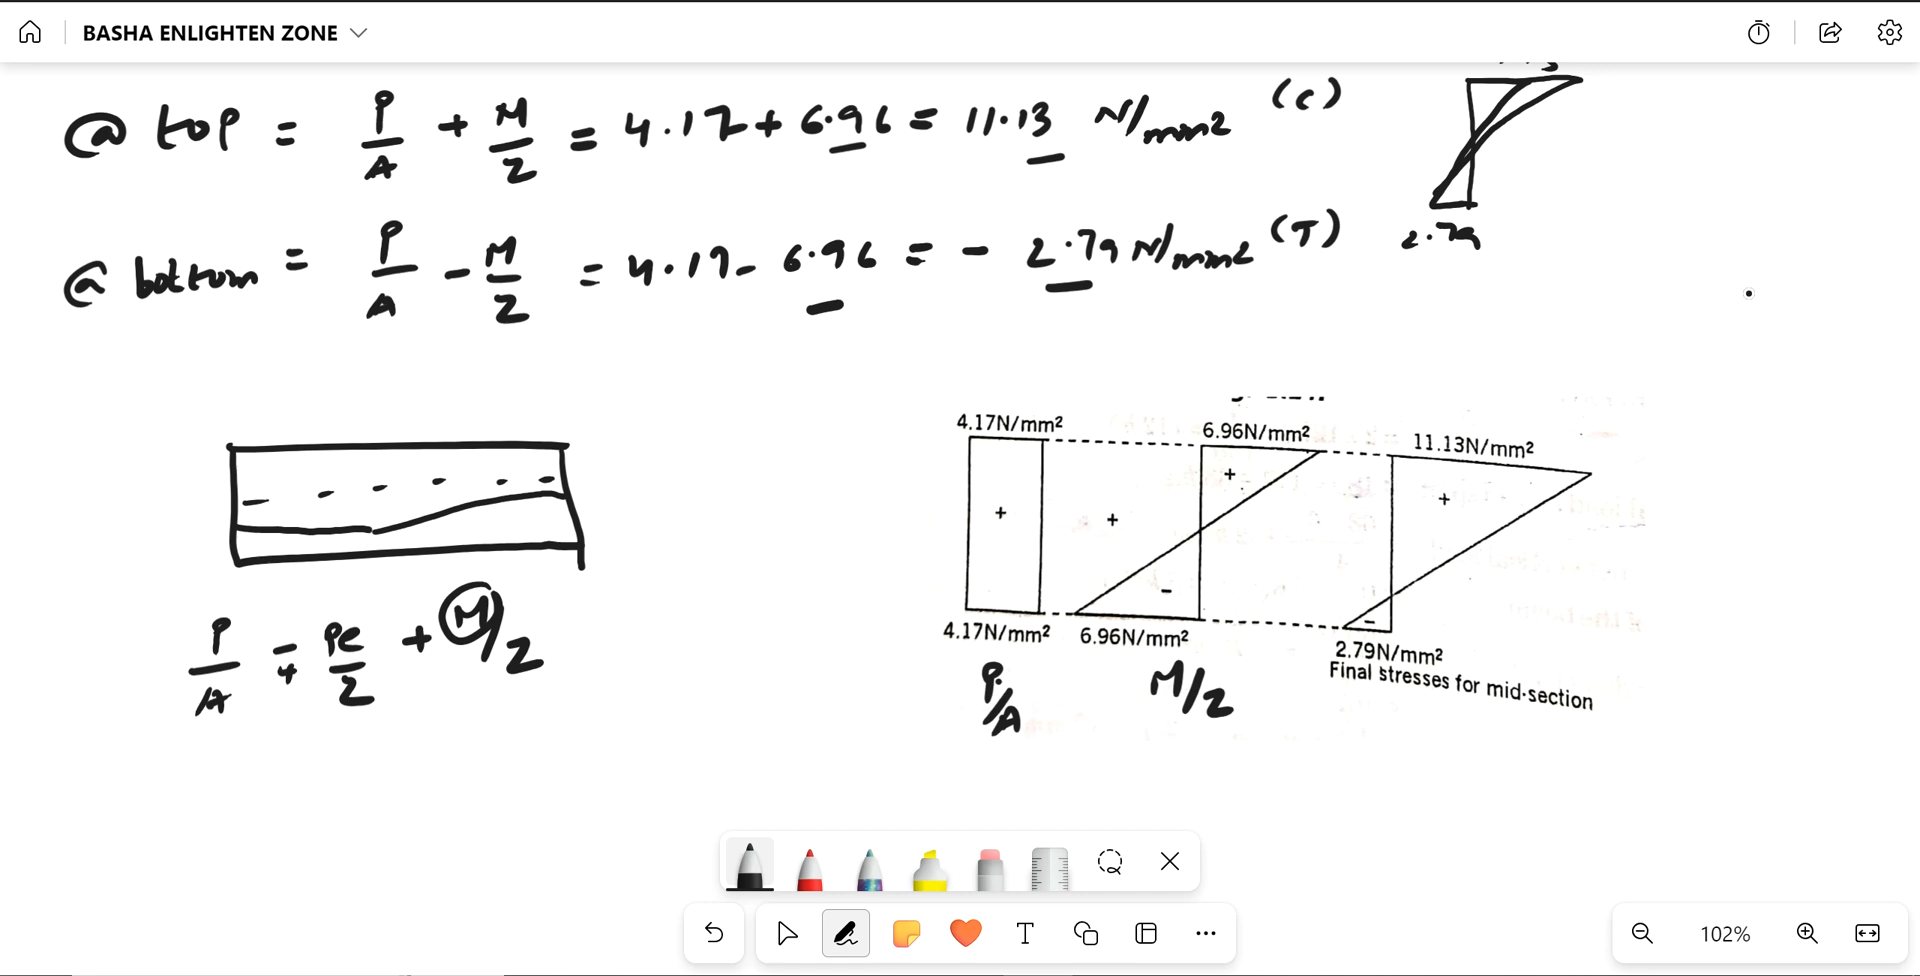 BASHA ENLIGHTEN ZONE
@ top = P/A + M/Z = 4.17 + 6.96 = 11.13 N/mm2 (C)
@ bottom = P/A - M/Z = 4.17 - 6.96 = - 2.79 N/mm2 (T)
2.79
4.17N/mm² 6.96N/mm² 11.13N/mm²
+ + + - + -
4.17N/mm² 6.96N/mm² 2.79N/mm²
Final stresses for mid-section
P/A M/Z
P/A ∓ Pe/Z + M/Z
102%